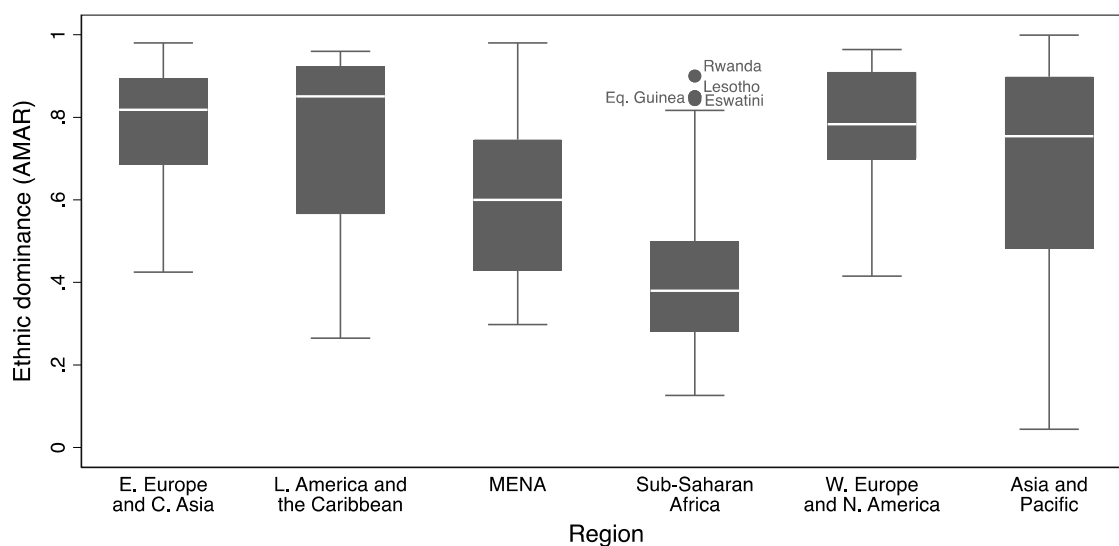 Ethnic dominance (AMAR)
1
.8
.6
.4
.2
0
Rwanda
Lesotho
Eq. Guinea
Eswatini
E. Europe
and C. Asia
L. America and
the Caribbean
MENA
Sub-Saharan
Africa
W. Europe
and N. America
Asia and
Pacific
Region